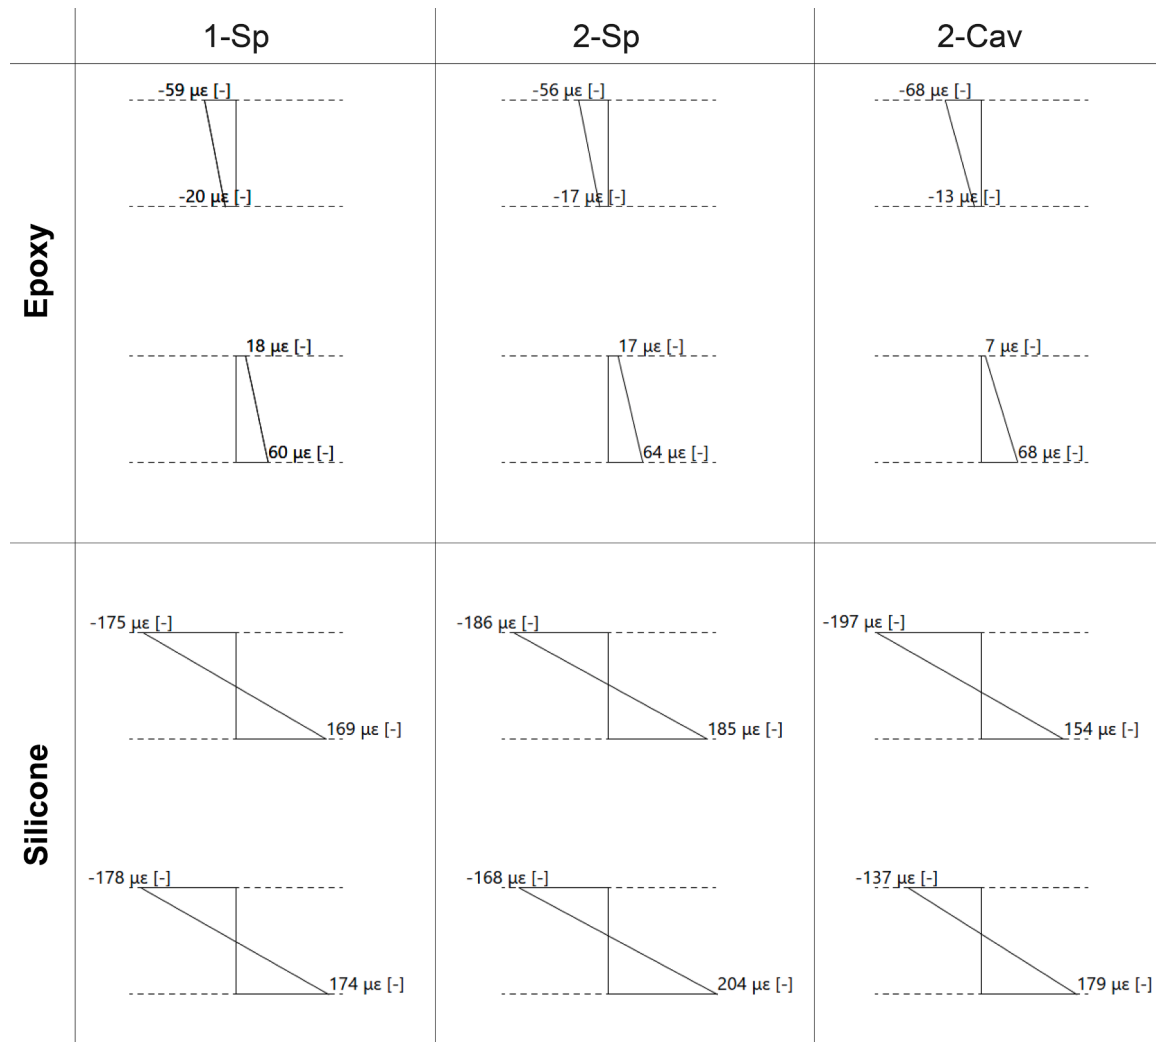 1-Sp 2-Sp 2-Cav
Epoxy
-59 µε [-] -56 µε [-] -68 µε [-]
-20 µε [-] -17 µε [-] -13 µε [-]
18 µε [-] 17 µε [-] 7 µε [-]
60 µε [-] 64 µε [-] 68 µε [-]
Silicone
-175 µε [-] -186 µε [-] -197 µε [-]
169 µε [-] 185 µε [-] 154 µε [-]
-178 µε [-] -168 µε [-] -137 µε [-]
174 µε [-] 204 µε [-] 179 µε [-]